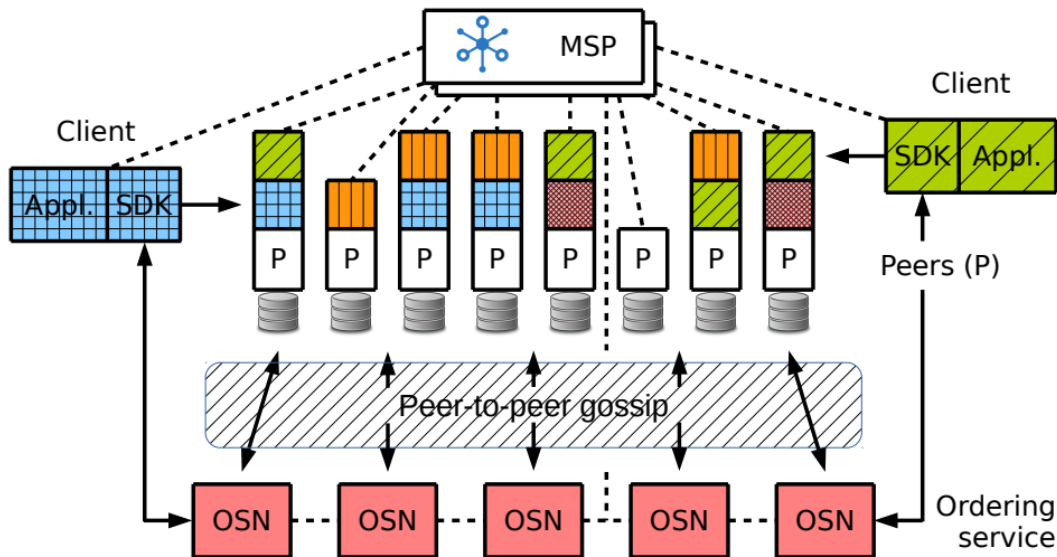 MSP
Client
Client
Appl. SDK
SDK Appl.
P P P P P P P P
Peers (P)
Peer-to-peer gossip
OSN OSN OSN OSN OSN
Ordering
service